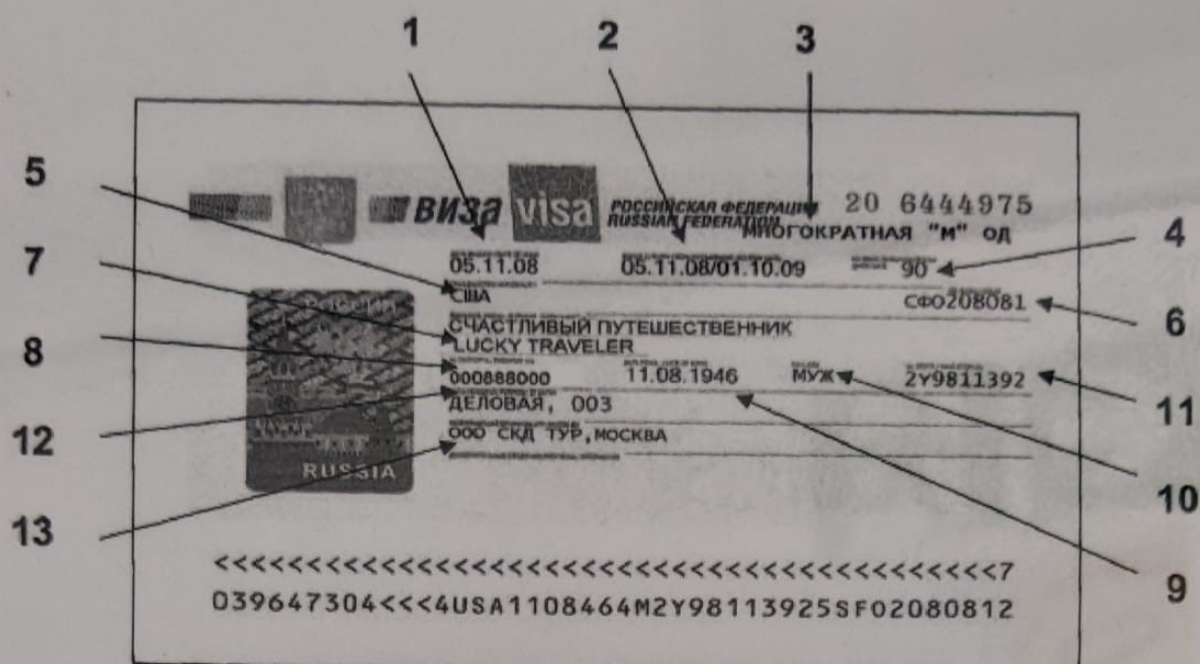 1 2 3
5
ВИЗА visa РОССИЙСКАЯ ФЕДЕРАЦИЯ 20 6444975
RUSSIAN FEDERATION
МНОГОКРАТНАЯ "М" ОД
4
05.11.08 05.11.08/01.10.09 90
7
США СФ0208081
6
СЧАСТЛИВЫЙ ПУТЕШЕСТВЕННИК
LUCKY TRAVELER
8
000888000 11.08.1946 МУЖ 2Y9811392
11
ДЕЛОВАЯ, 003
12
ООО СКД ТУР,МОСКВА
RUSSIA
10
13
<<<<<<<<<<<<<<<<<<<<<<<<<<<<<<<<<<<<<<<<<<<7
9
039647304<<<4USA1108464M2Y98113925SF02080812